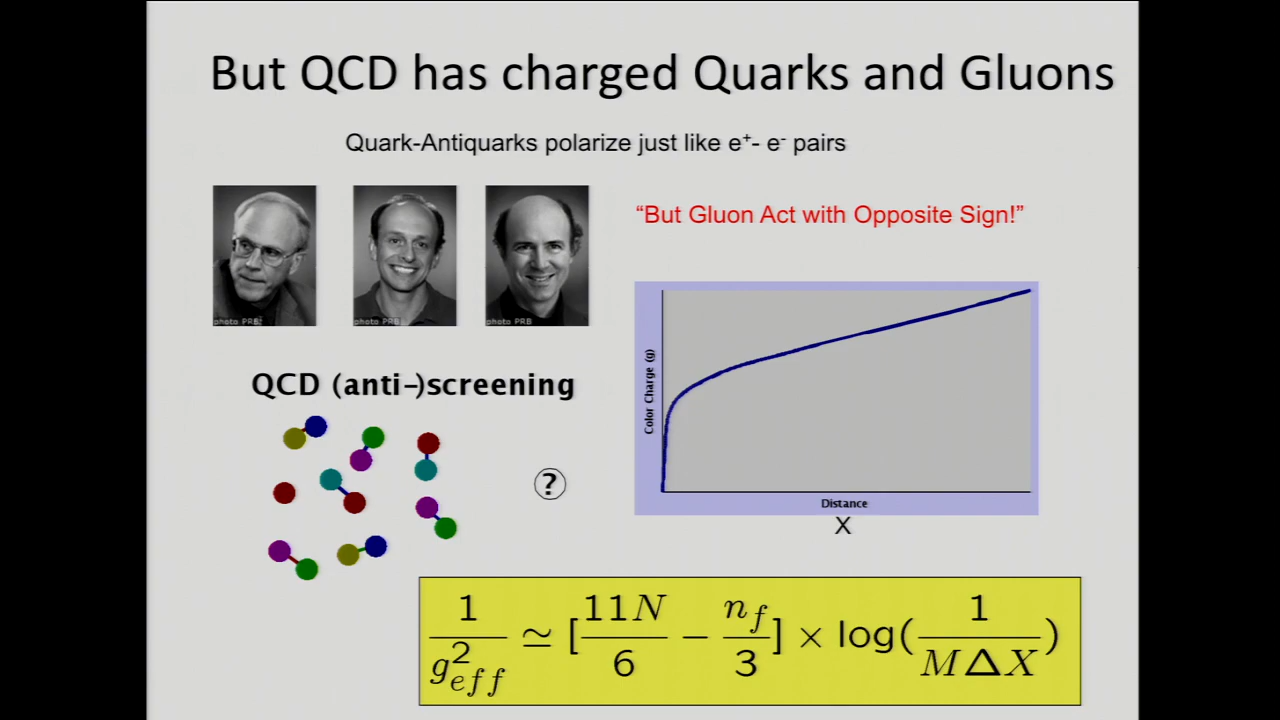 But QCD has charged Quarks and Gluons
Quark-Antiquarks polarize just like e⁺- e⁻ pairs
“But Gluon Act with Opposite Sign!”
photo PRB
photo PRB
photo PRB
QCD (anti-)screening
?
Color Charge (g)
Distance
X
1/g²_eff ≃ [11N/6 − n_f/3] × log(1/MΔX)